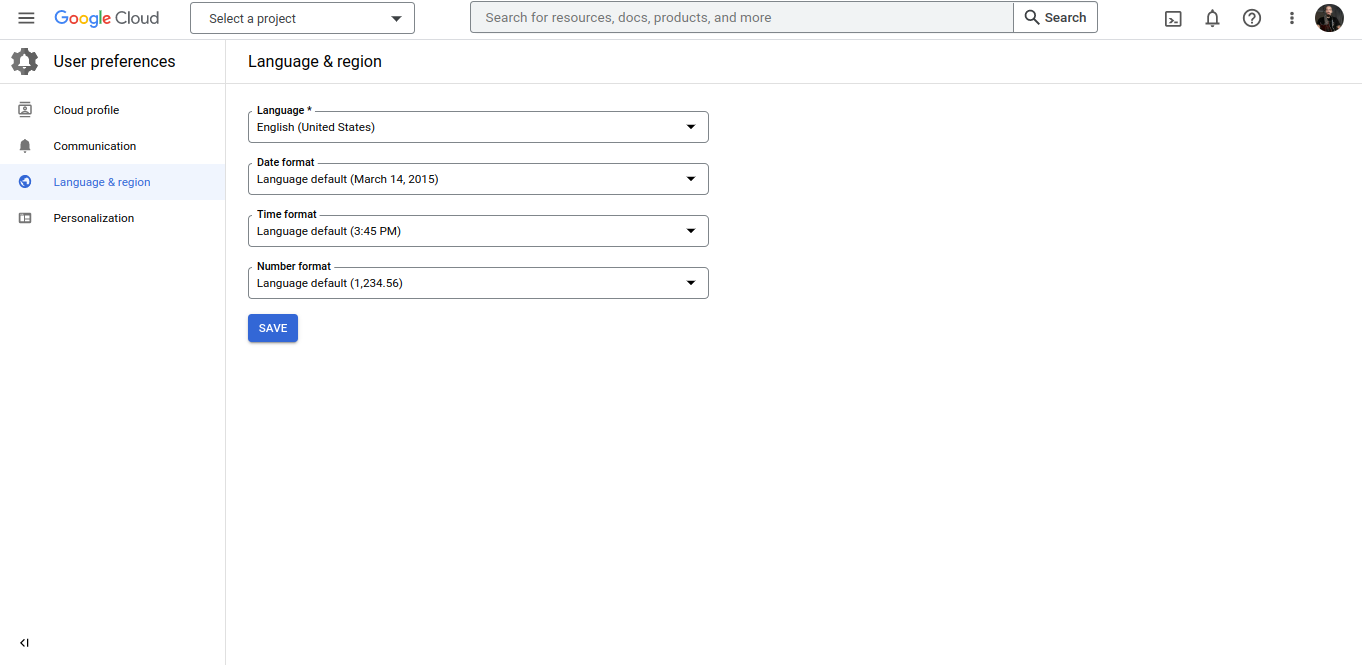 Google Cloud
Select a project
Search for resources, docs, products, and more
Search
User preferences
Cloud profile
Communication
Language & region
Personalization
Language & region
Language *
English (United States)
Date format
Language default (March 14, 2015)
Time format
Language default (3:45 PM)
Number format
Language default (1,234.56)
SAVE